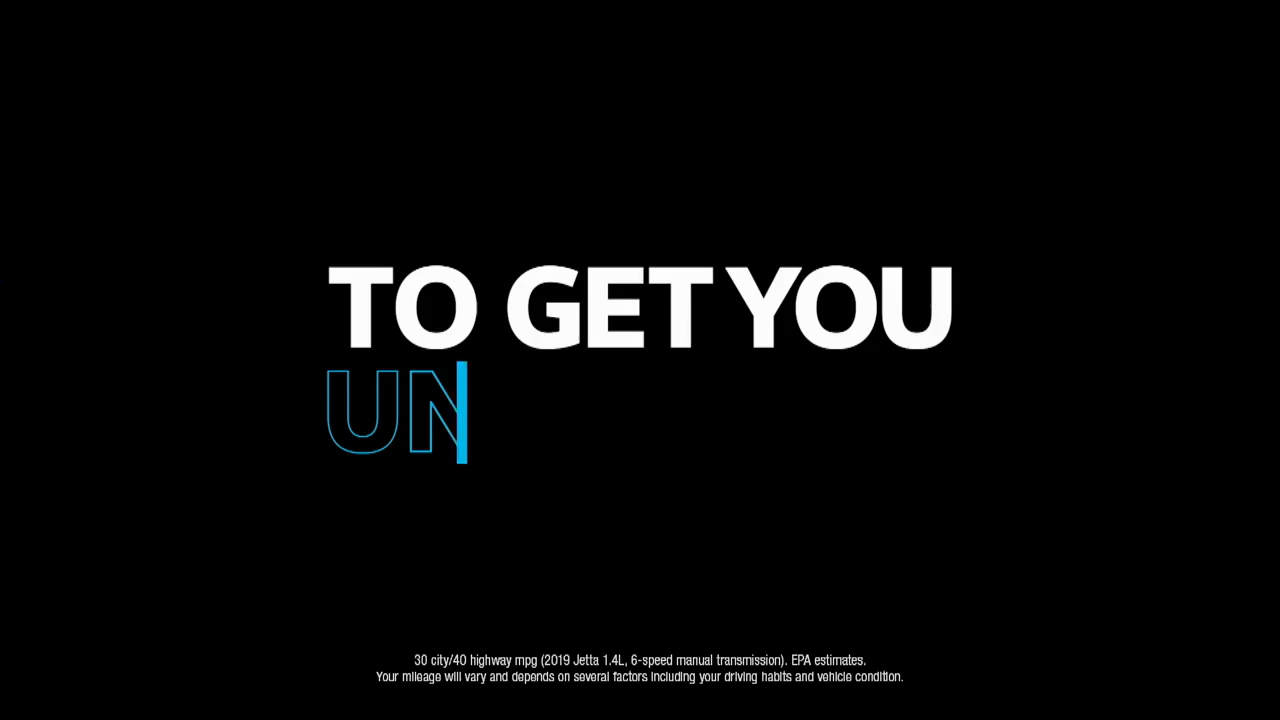 TO GET YOU
UN
30 city/40 highway mpg (2019 Jetta 1.4L, 6-speed manual transmission). EPA estimates.
Your mileage will vary and depends on several factors including your driving habits and vehicle condition.